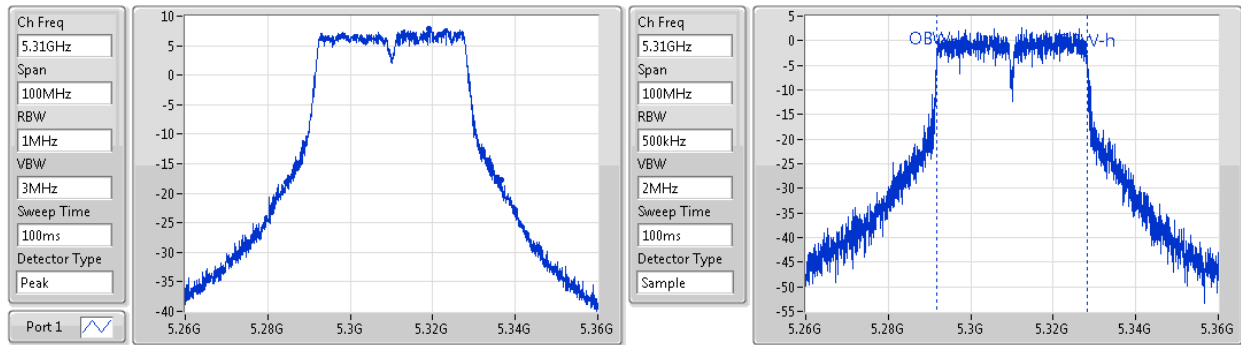 Ch Freq
5.31GHz
Span
100MHz
RBW
1MHz
VBW
3MHz
Sweep Time
100ms
Detector Type
Peak
Port 1
10
5
0
-5
-10
-15
-20
-25
-30
-35
-40
5.26G
5.28G
5.3G
5.32G
5.34G
5.36G
Ch Freq
5.31GHz
Span
100MHz
RBW
500kHz
VBW
2MHz
Sweep Time
100ms
Detector Type
Sample
5
0
-5
-10
-15
-20
-25
-30
-35
-40
-45
-50
-55
5.26G
5.28G
5.3G
5.32G
5.34G
5.36G